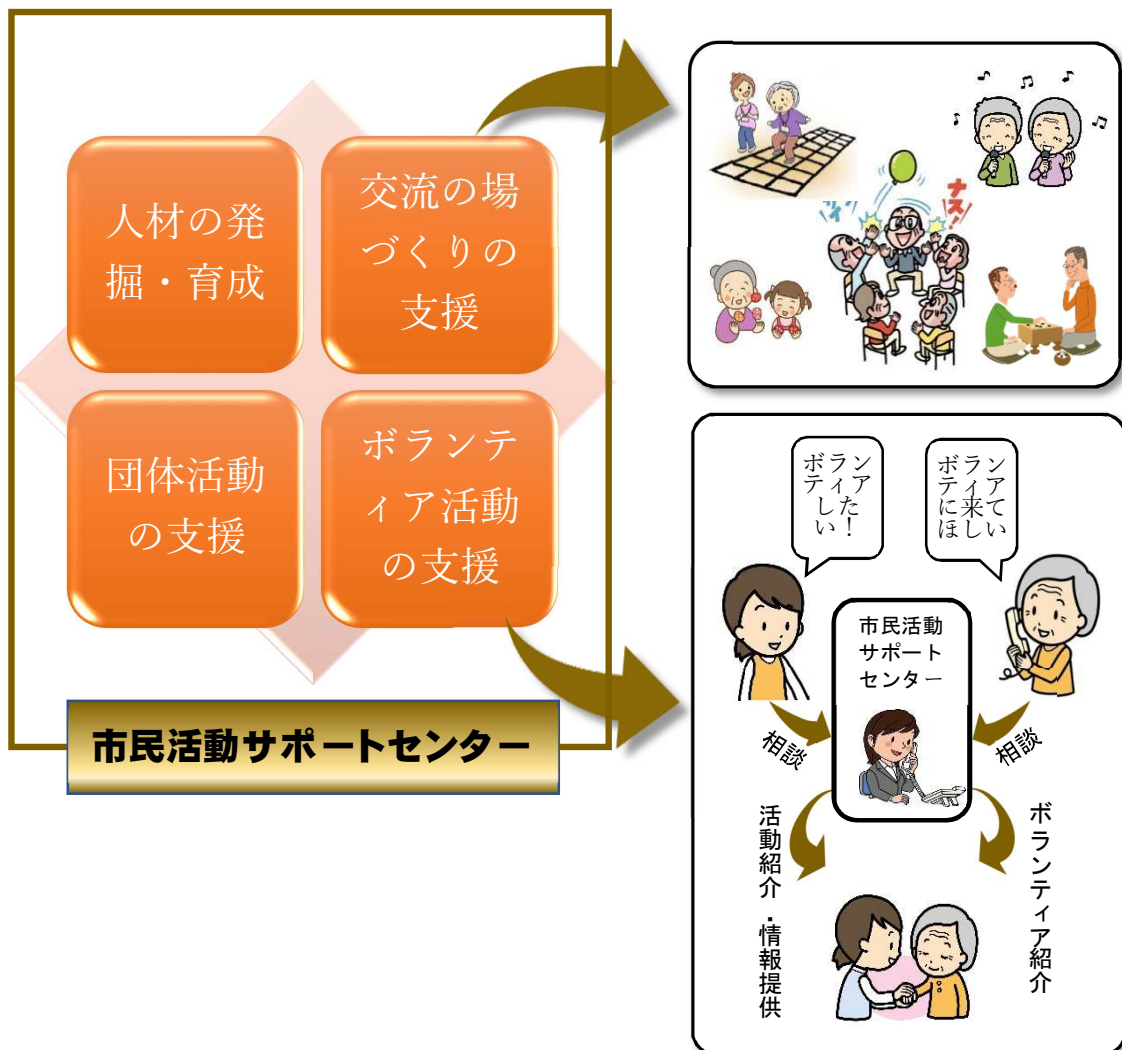 人材の発
掘・育成
交流の場
づくりの
支援
団体活動
の支援
ボランテ
ィア活動
の支援
市民活動サポートセンター
ナイ
ス！
ボラン
ティア
した
い！
ボラン
ティア
に来て
ほしい
市民活動
サポート
センター
相談
相談
活動紹介・情報提供
ボランティア紹介